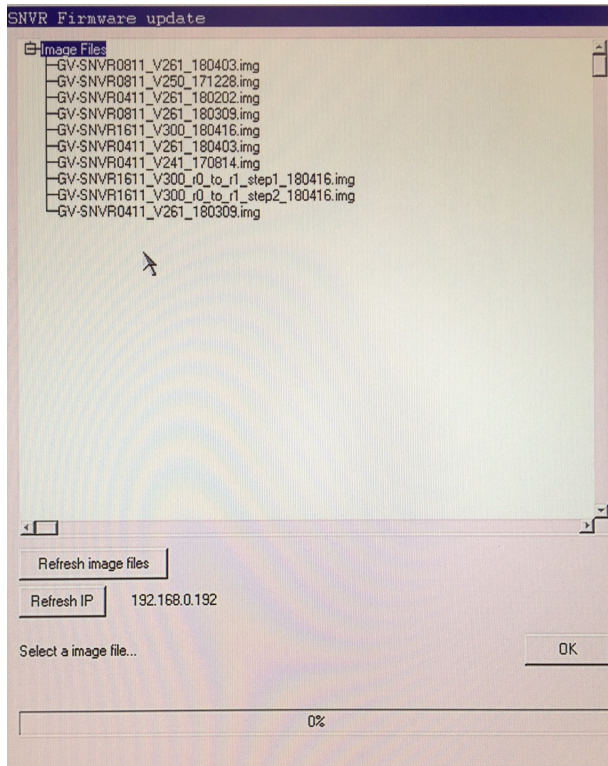 SNVR Firmware update
Image Files
GV-SNVR0811_V261_180403.img
GV-SNVR0811_V250_171228.img
GV-SNVR0411_V261_180202.img
GV-SNVR0811_V261_180309.img
GV-SNVR1611_V300_180416.img
GV-SNVR0411_V261_180403.img
GV-SNVR0411_V241_170814.img
GV-SNVR1611_V300_r0_to_r1_step1_180416.img
GV-SNVR1611_V300_r0_to_r1_step2_180416.img
GV-SNVR0411_V261_180309.img
Refresh image files
Refresh IP 192.168.0.192
Select a image file... OK
0%